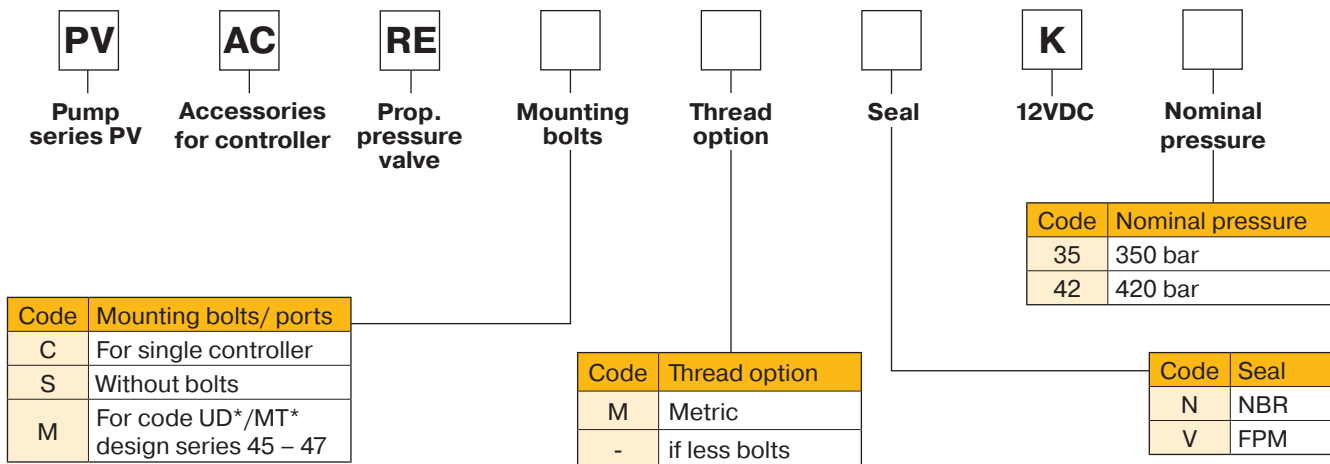 PV AC RE K
Pump series PV
Accessories for controller
Prop. pressure valve
Mounting bolts
Thread option
Seal
12VDC
Nominal pressure
Code Nominal pressure
35 350 bar
42 420 bar
Code Mounting bolts/ ports
C For single controller
S Without bolts
M For code UD*/MT*
design series 45 – 47
Code Thread option
M Metric
- if less bolts
Code Seal
N NBR
V FPM